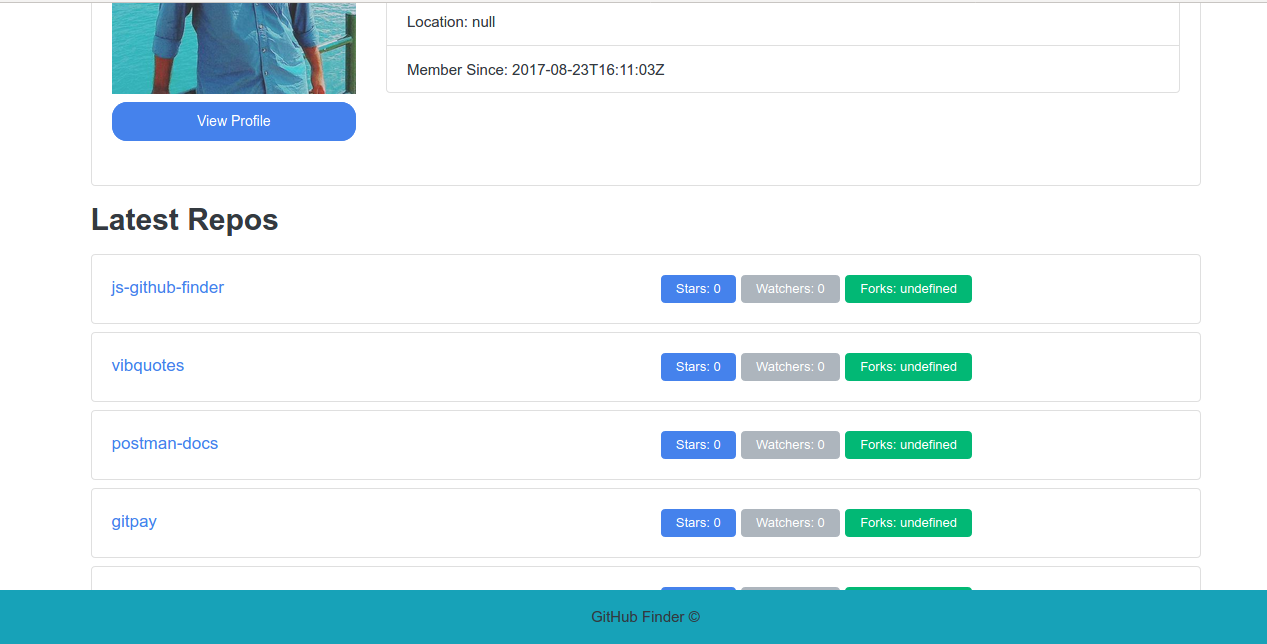 Location: null
Member Since: 2017-08-23T16:11:03Z
View Profile
Latest Repos
js-github-finder Stars: 0 Watchers: 0 Forks: undefined
vibquotes Stars: 0 Watchers: 0 Forks: undefined
postman-docs Stars: 0 Watchers: 0 Forks: undefined
gitpay Stars: 0 Watchers: 0 Forks: undefined
GitHub Finder ©